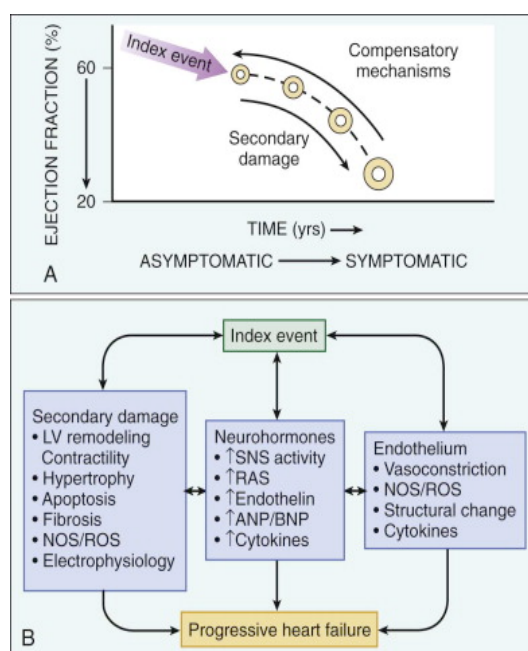 EJECTION FRACTION (%)
60
20
Index event
Compensatory
mechanisms
Secondary
damage
TIME (yrs)
ASYMPTOMATIC
SYMPTOMATIC
A
Index event
Secondary damage
• LV remodeling
Contractility
• Hypertrophy
• Apoptosis
• Fibrosis
• NOS/ROS
• Electrophysiology
Neurohormones
• ↑SNS activity
• ↑RAS
• ↑Endothelin
• ↑ANP/BNP
• ↑Cytokines
Endothelium
• Vasoconstriction
• NOS/ROS
• Structural change
• Cytokines
Progressive heart failure
B